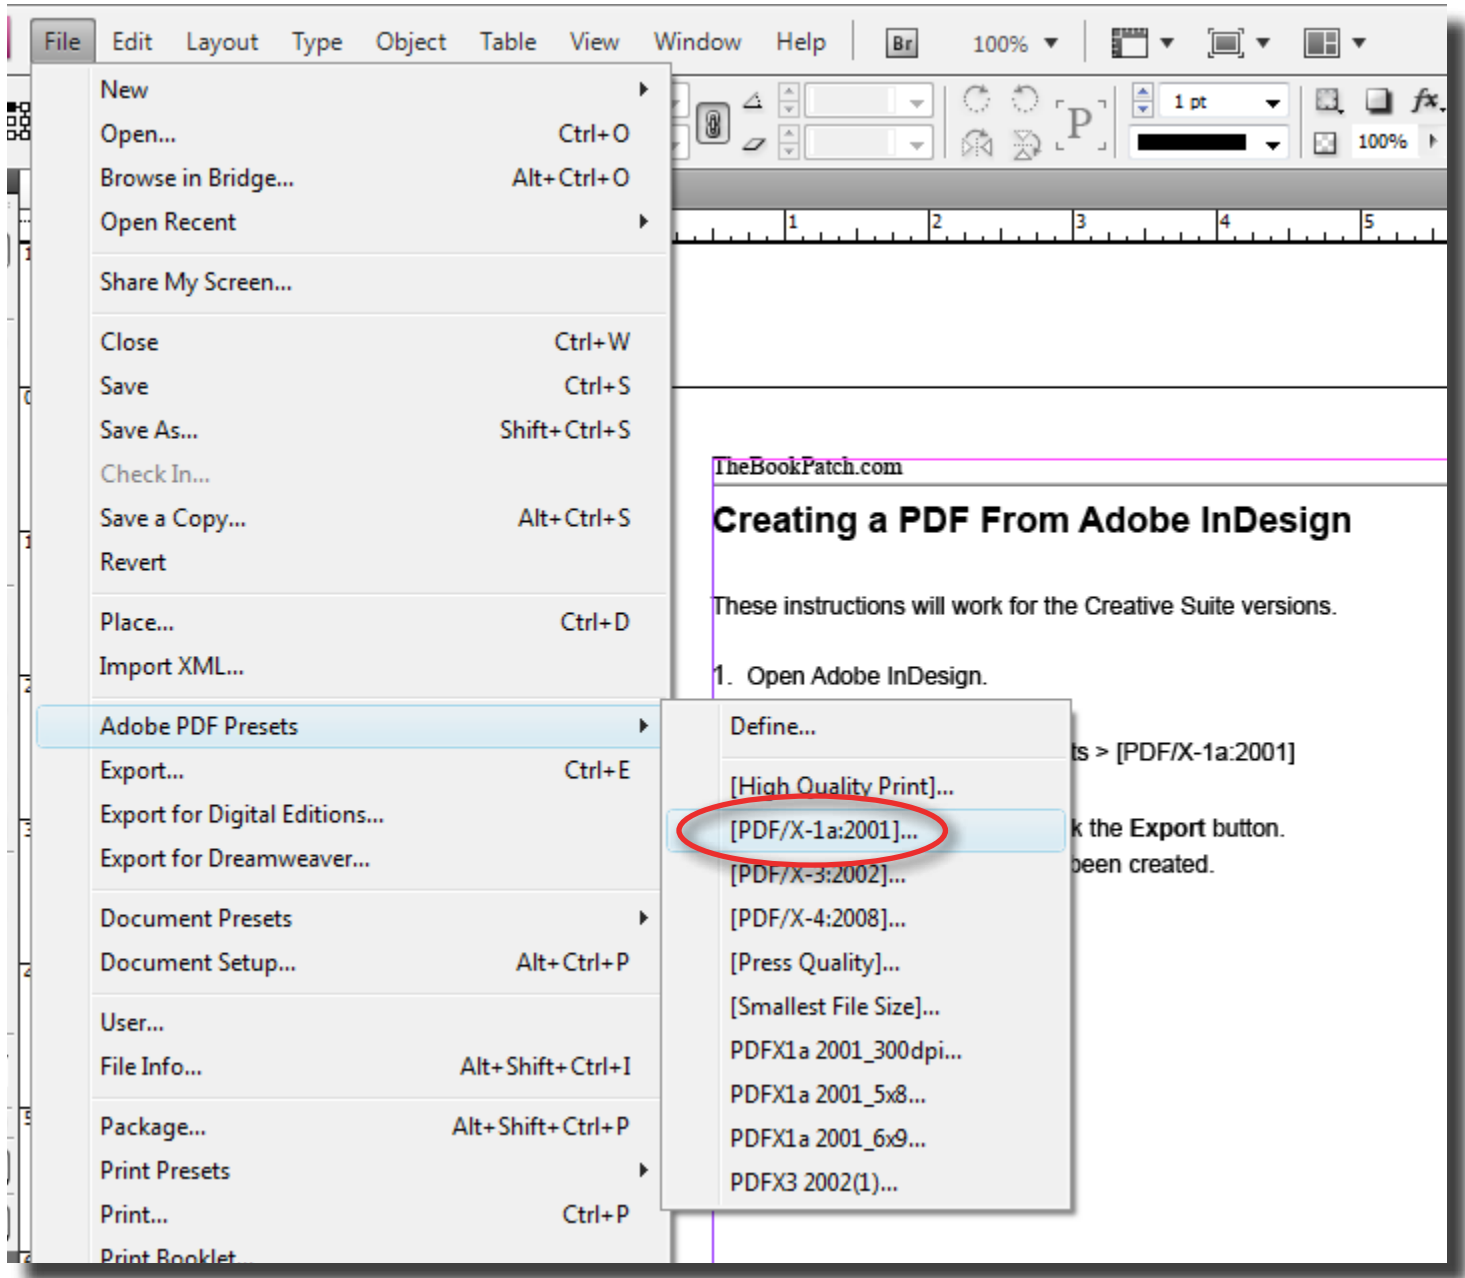 File Edit Layout Type Object Table View Window Help Br 100%
New
Open... Ctrl+O
Browse in Bridge... Alt+Ctrl+O
Open Recent
Share My Screen...
Close Ctrl+W
Save Ctrl+S
Save As... Shift+Ctrl+S
Check In...
Save a Copy... Alt+Ctrl+S
Revert
Place... Ctrl+D
Import XML...
Adobe PDF Presets
Export... Ctrl+E
Export for Digital Editions...
Export for Dreamweaver...
Document Presets
Document Setup... Alt+Ctrl+P
User...
File Info... Alt+Shift+Ctrl+I
Package... Alt+Shift+Ctrl+P
Print Presets
Print... Ctrl+P
Print Booklet...
Define...
[High Quality Print]...
[PDF/X-1a:2001]...
[PDF/X-3:2002]...
[PDF/X-4:2008]...
[Press Quality]...
[Smallest File Size]...
PDFX1a 2001_300dpi...
PDFX1a 2001_5x8...
PDFX1a 2001_6x9...
PDFX3 2002(1)...
P 1 pt fx.
100%
1 2 3 4 5
TheBookPatch.com
Creating a PDF From Adobe InDesign
These instructions will work for the Creative Suite versions.
1. Open Adobe InDesign.
ts > [PDF/X-1a:2001]
k the Export button.
been created.